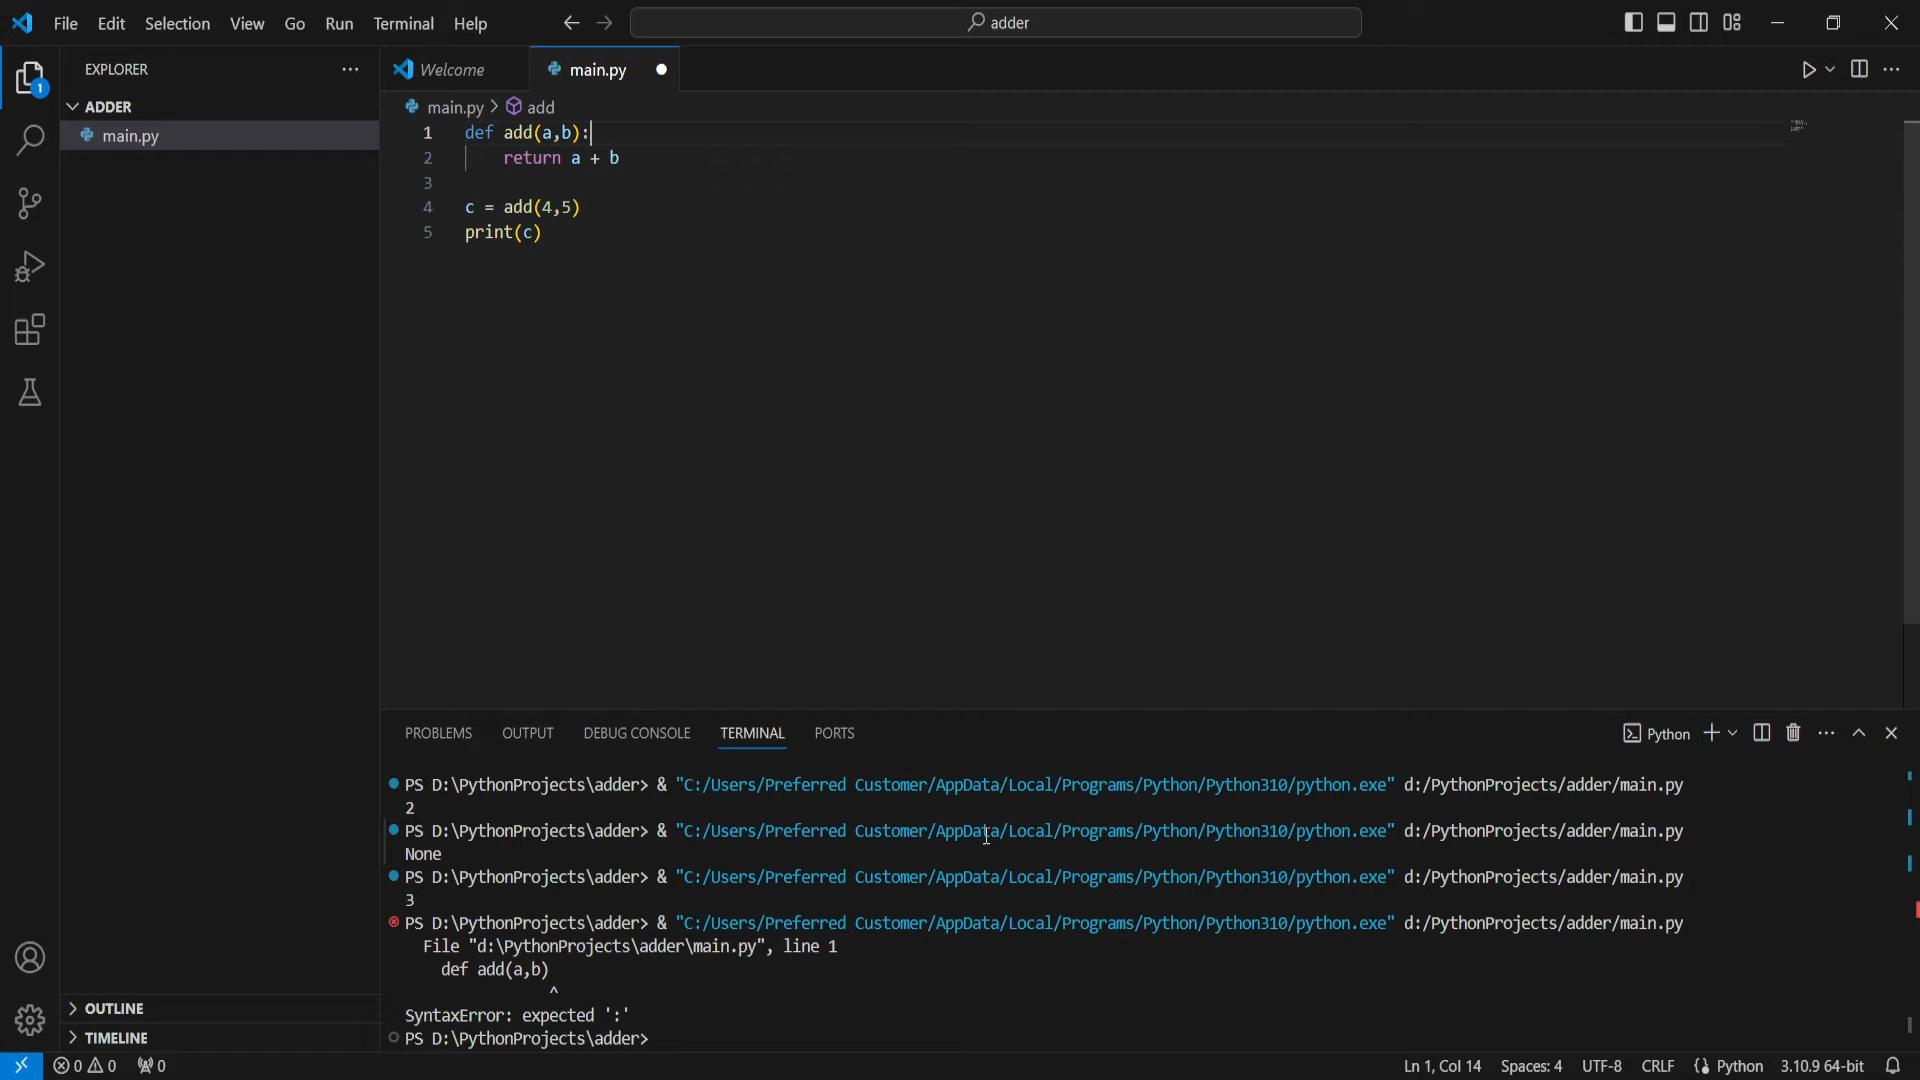 File Edit Selection View Go Run Terminal Help
adder
EXPLORER
ADDER
main.py
OUTLINE
TIMELINE
1
Welcome
main.py
main.py > add
1 def add(a,b):
2 return a + b
3
4 c = add(4,5)
5 print(c)
PROBLEMS OUTPUT DEBUG CONSOLE TERMINAL PORTS
Python
PS D:\PythonProjects\adder> & "C:/Users/Preferred Customer/AppData/Local/Programs/Python/Python310/python.exe" d:/PythonProjects/adder/main.py
2
PS D:\PythonProjects\adder> & "C:/Users/Preferred Customer/AppData/Local/Programs/Python/Python310/python.exe" d:/PythonProjects/adder/main.py
None
PS D:\PythonProjects\adder> & "C:/Users/Preferred Customer/AppData/Local/Programs/Python/Python310/python.exe" d:/PythonProjects/adder/main.py
3
PS D:\PythonProjects\adder> & "C:/Users/Preferred Customer/AppData/Local/Programs/Python/Python310/python.exe" d:/PythonProjects/adder/main.py
File "d:\PythonProjects\adder\main.py", line 1
def add(a,b)
^
SyntaxError: expected ':'
PS D:\PythonProjects\adder>
0 0 0
Ln 1, Col 14 Spaces: 4 UTF-8 CRLF Python 3.10.9 64-bit